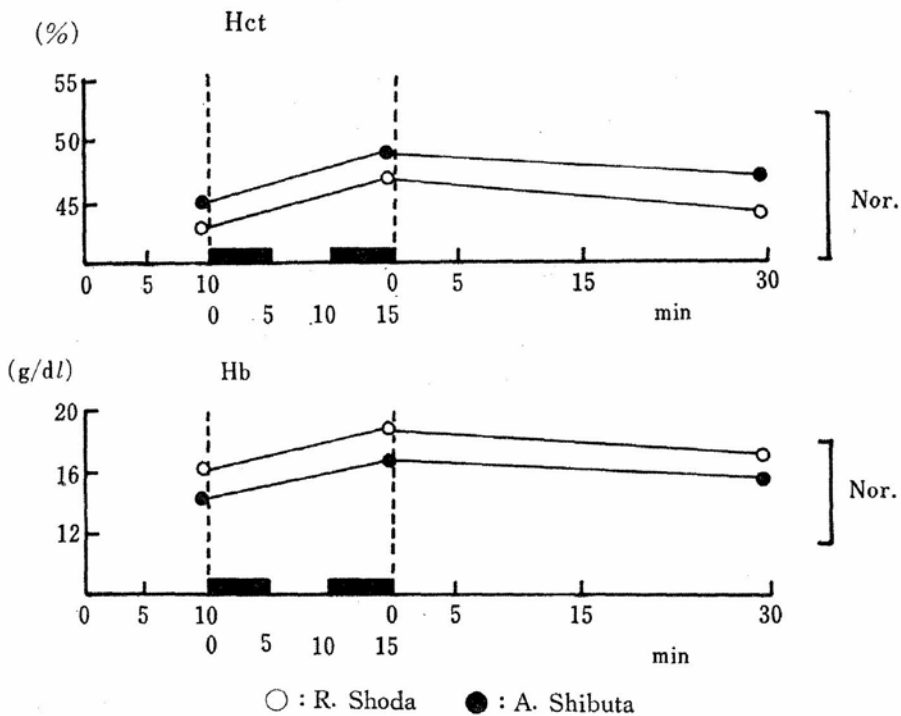 Hct
(%)
55
50
45
Nor.
0 5 10 0 5 15 30
0 5 10 15 min
(g/dl) Hb
20
16
12
Nor.
0 5 10 0 5 15 30
0 5 10 15 min
○ : R. Shoda ● : A. Shibuta